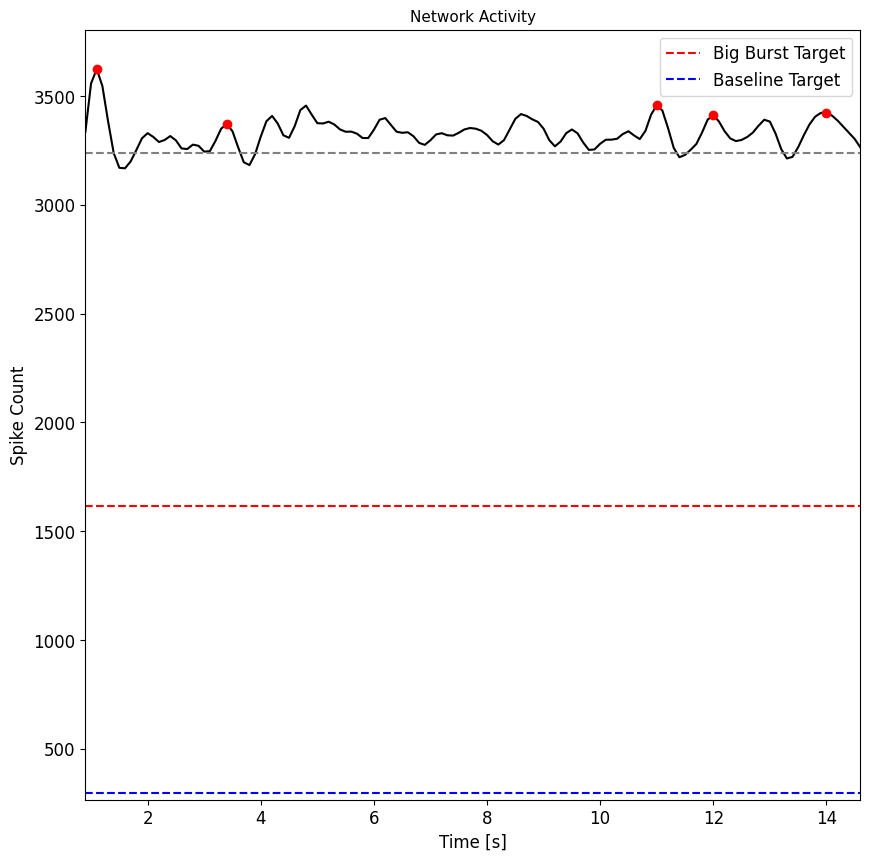 Network Activity
Big Burst Target
Baseline Target
Spike Count
3500
3000
2500
2000
1500
1000
500
2 4 6 8 10 12 14
Time [s]